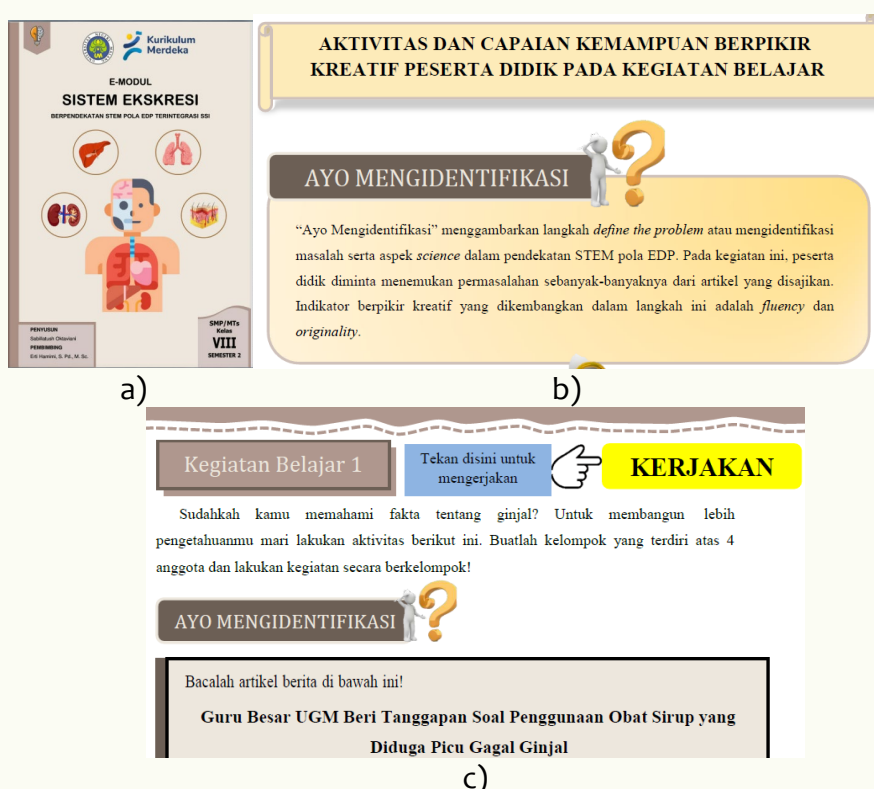 Kurikulum
Merdeka
E-MODUL
SISTEM EKSKRESI
BERPENDEKATAN STEM POLA EDP TERINTEGRASI SSI
PENYUSUN
PEMBIMBING
Erti Hamimi, S. Pd., M. Sc.
SMP/MTs
Kelas
VIII
SEMESTER 2
a)
AKTIVITAS DAN CAPAIAN KEMAMPUAN BERPIKIR
KREATIF PESERTA DIDIK PADA KEGIATAN BELAJAR
AYO MENGIDENTIFIKASI
“Ayo Mengidentifikasi” menggambarkan langkah define the problem atau mengidentifikasi
masalah serta aspek science dalam pendekatan STEM pola EDP. Pada kegiatan ini, peserta
didik diminta menemukan permasalahan sebanyak-banyaknya dari artikel yang disajikan.
Indikator berpikir kreatif yang dikembangkan dalam langkah ini adalah fluency dan
originality.
b)
Kegiatan Belajar 1
Tekan disini untuk
mengerjakan
KERJAKAN
Sudahkah kamu memahami fakta tentang ginjal? Untuk membangun lebih
pengetahuanmu mari lakukan aktivitas berikut ini. Buatlah kelompok yang terdiri atas 4
anggota dan lakukan kegiatan secara berkelompok!
AYO MENGIDENTIFIKASI
Bacalah artikel berita di bawah ini!
Guru Besar UGM Beri Tanggapan Soal Penggunaan Obat Sirup yang
Diduga Picu Gagal Ginjal
c)